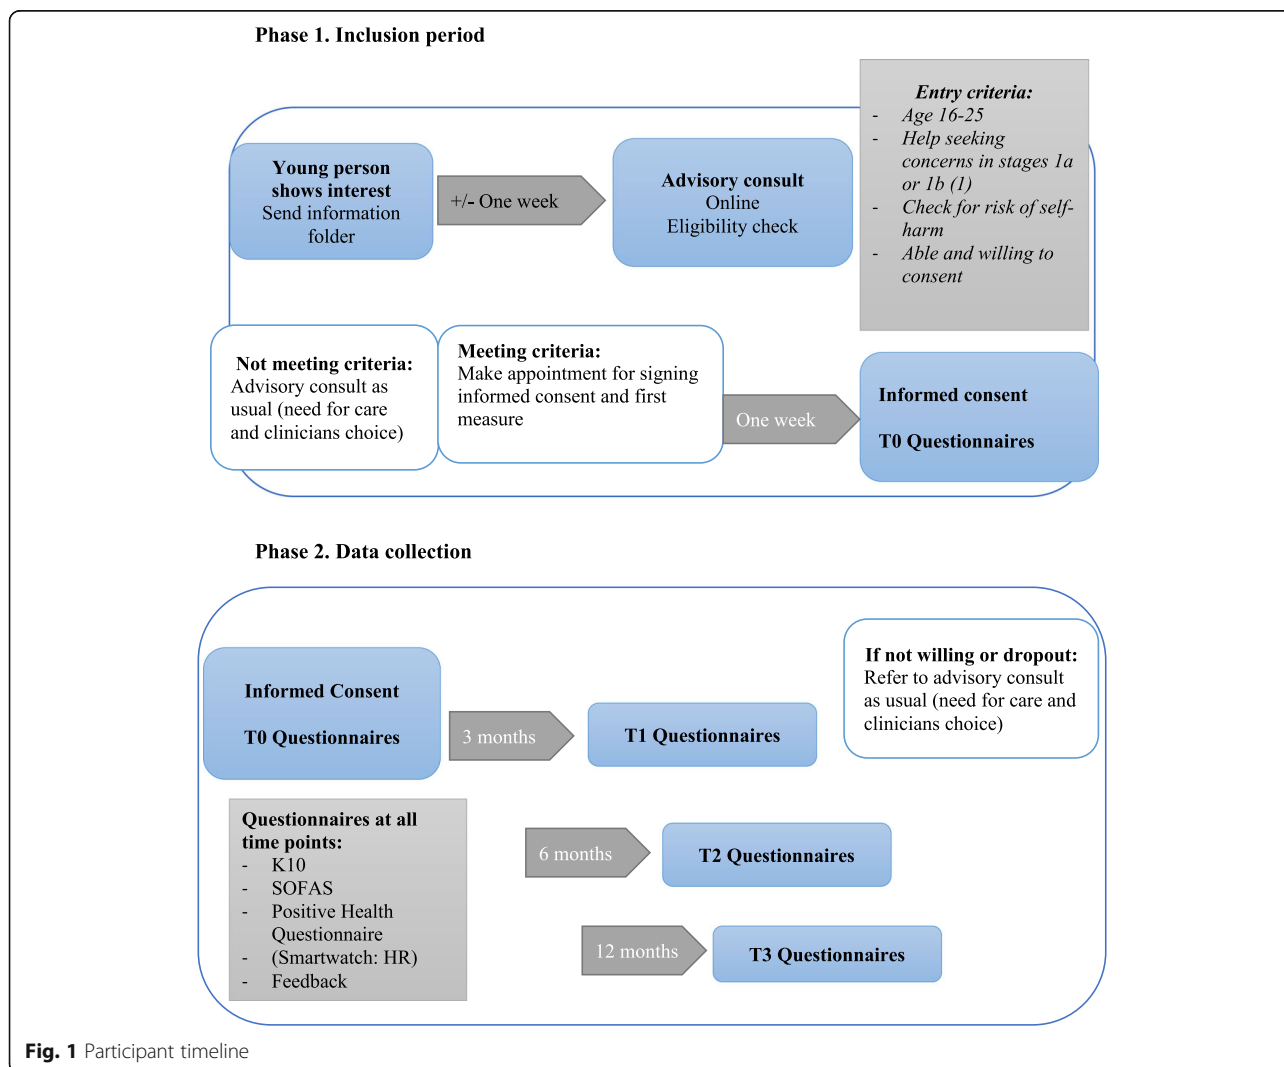 Phase 1. Inclusion period
Young person
shows interest
Send information
folder
+/- One week
Advisory consult
Online
Eligibility check
Entry criteria:
- Age 16-25
- Help seeking
concerns in stages 1a
or 1b (1)
- Check for risk of self-
harm
- Able and willing to
consent
Not meeting criteria:
Advisory consult as
usual (need for care
and clinicians choice)
Meeting criteria:
Make appointment for signing
informed consent and first
measure
One week
Informed consent
T0 Questionnaires
Phase 2. Data collection
Informed Consent
T0 Questionnaires
3 months
T1 Questionnaires
If not willing or dropout:
Refer to advisory consult
as usual (need for care and
clinicians choice)
Questionnaires at all
time points:
- K10
- SOFAS
- Positive Health
Questionnaire
- (Smartwatch: HR)
- Feedback
6 months
T2 Questionnaires
12 months
T3 Questionnaires
Fig. 1 Participant timeline